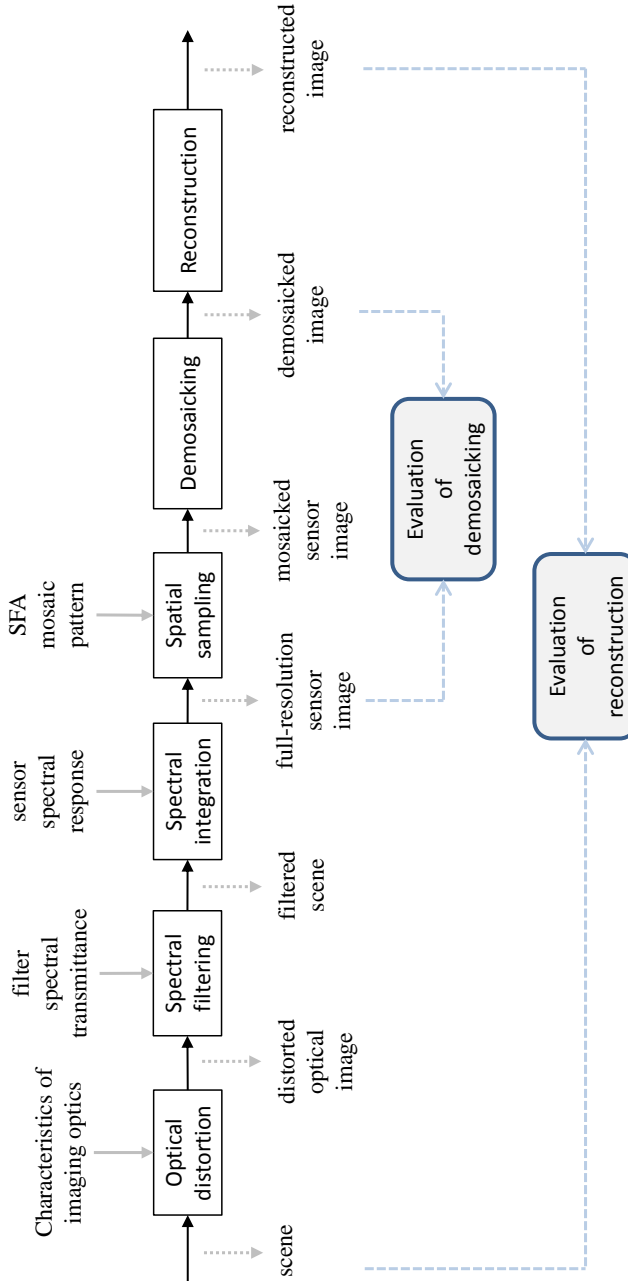 Characteristics of
imaging optics
filter
spectral
transmittance
sensor
spectral
response
SFA
mosaic
pattern
Optical
distortion
Spectral
filtering
Spectral
integration
Spatial
sampling
Demosaicking
Reconstruction
scene
distorted
optical
image
filtered
scene
full-resolution
sensor
image
mosaicked
sensor
image
demosaicked
image
reconstructed
image
Evaluation
of
demosaicking
Evaluation
of
reconstruction